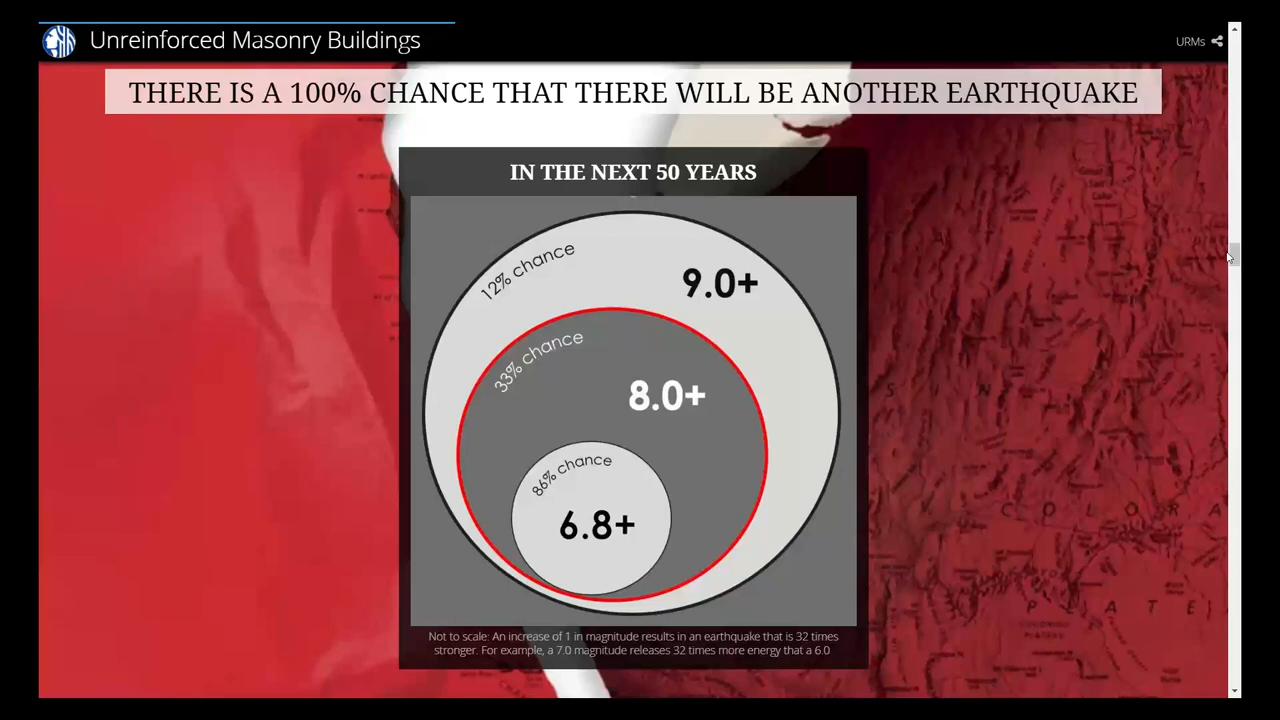 Unreinforced Masonry Buildings
URMs
THERE IS A 100% CHANCE THAT THERE WILL BE ANOTHER EARTHQUAKE
IN THE NEXT 50 YEARS
12% chance
9.0+
33% chance
8.0+
86% chance
6.8+
Not to scale: An increase of 1 in magnitude results in an earthquake that is 32 times
stronger. For example, a 7.0 magnitude releases 32 times more energy that a 6.0
C O L O R A
P L A T E